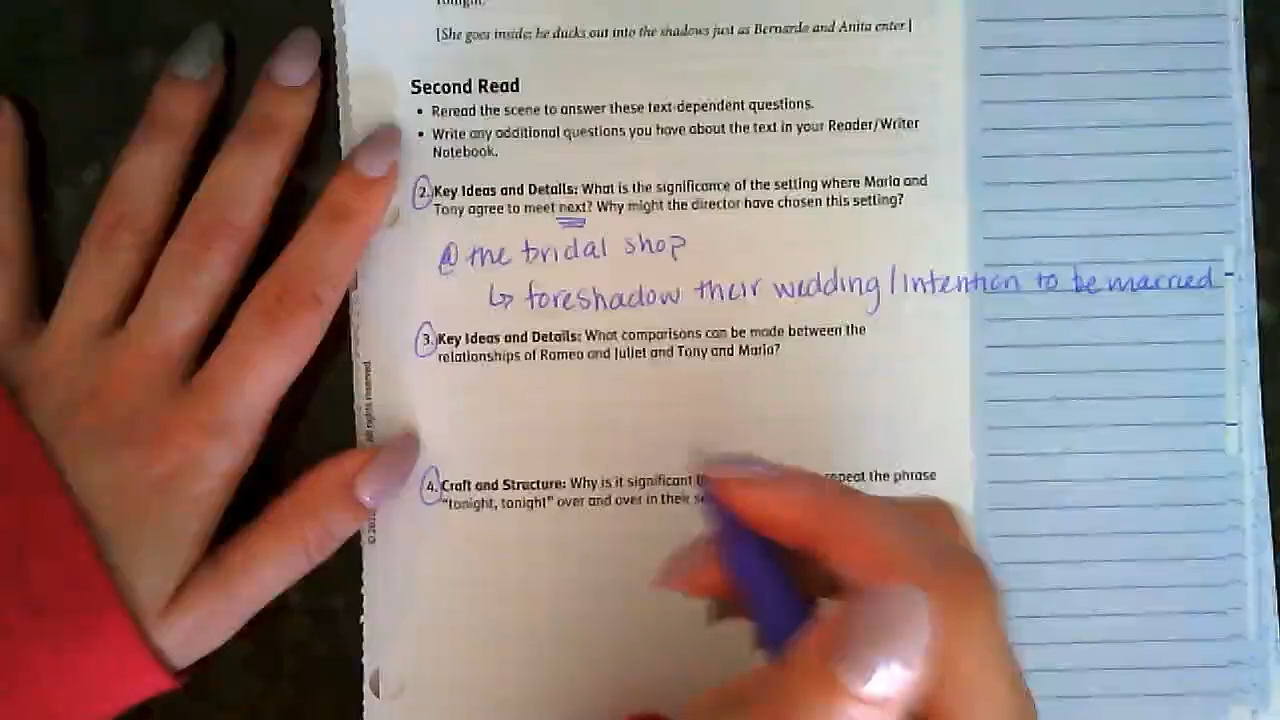 [She goes inside; he ducks out into the shadows just as Bernardo and Anita enter.]
Second Read
• Reread the scene to answer these text-dependent questions.
• Write any additional questions you have about the text in your Reader/Writer
Notebook.
2. Key Ideas and Details: What is the significance of the setting where Maria and
Tony agree to meet next? Why might the director have chosen this setting?
@ the bridal shop
↳ foreshadow their wedding/intention to be married
3. Key Ideas and Details: What comparisons can be made between the
relationships of Romeo and Juliet and Tony and Maria?
4. Craft and Structure: Why is it significant repeat the phrase
"tonight, tonight" over and over in their
All rights reserved.